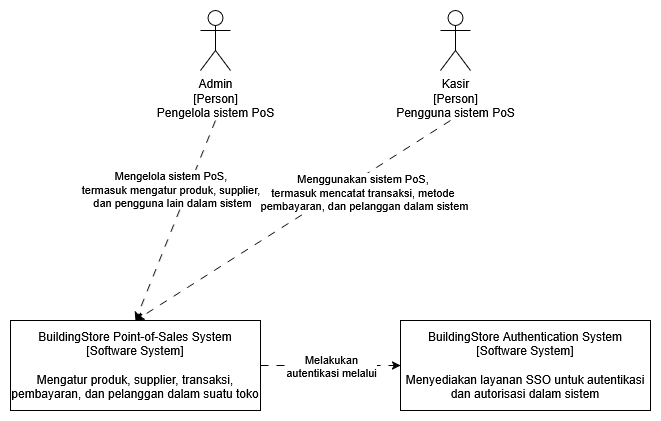 Admin
[Person]
Pengelola sistem PoS
Kasir
[Person]
Pengguna sistem PoS
Mengelola sistem PoS,
termasuk mengatur produk, supplier,
dan pengguna lain dalam sistem
Menggunakan sistem PoS,
termasuk mencatat transaksi, metode
pembayaran, dan pelanggan dalam sistem
BuildingStore Point-of-Sales System
[Software System]
Mengatur produk, supplier, transaksi,
pembayaran, dan pelanggan dalam suatu toko
Melakukan
autentikasi melalui
BuildingStore Authentication System
[Software System]
Menyediakan layanan SSO untuk autentikasi
dan autorisasi dalam sistem